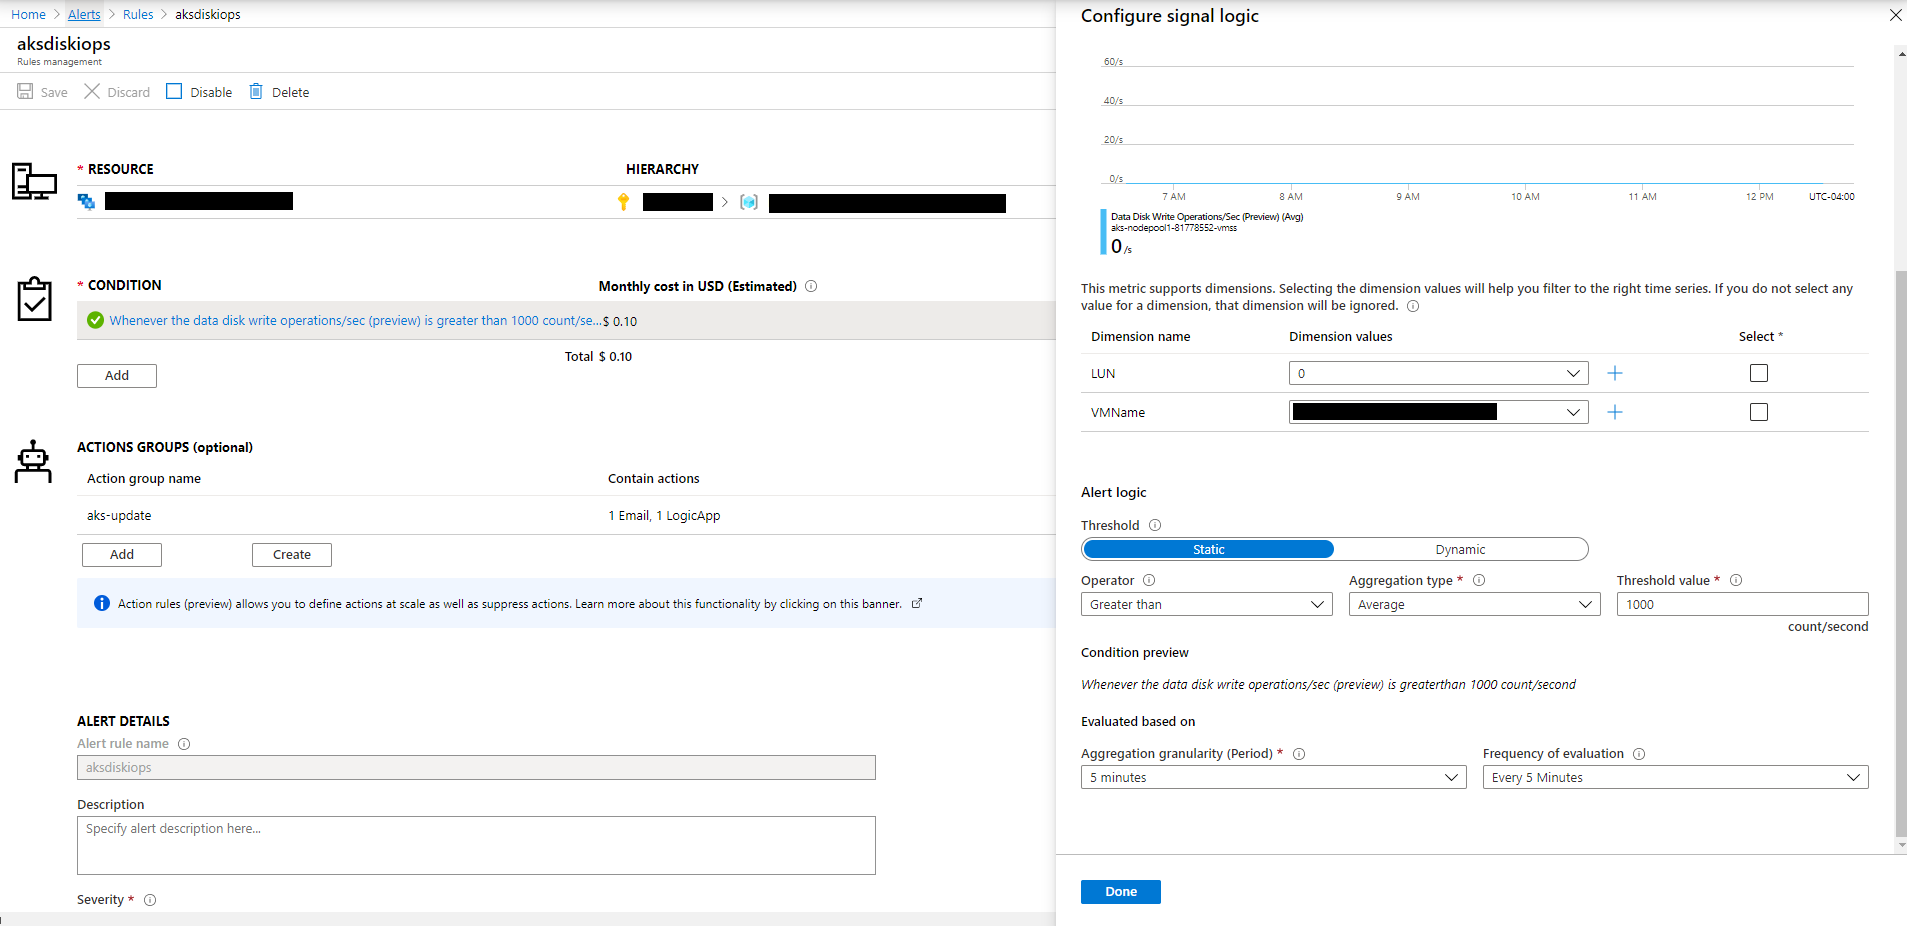 Home > Alerts > Rules > aksdiskiops
aksdiskiops
Rules management
Save Discard Disable Delete
* RESOURCE HIERARCHY
>
* CONDITION Monthly cost in USD (Estimated)
Whenever the data disk write operations/sec (preview) is greater than 1000 count/se... $ 0.10
Total $ 0.10
Add
ACTIONS GROUPS (optional)
Action group name Contain actions
aks-update 1 Email, 1 LogicApp
Add Create
Action rules (preview) allows you to define actions at scale as well as suppress actions. Learn more about this functionality by clicking on this banner.
ALERT DETAILS
Alert rule name
aksdiskiops
Description
Specify alert description here...
Severity *
Configure signal logic
60/s
40/s
20/s
0/s
7 AM 8 AM 9 AM 10 AM 11 AM 12 PM UTC-04:00
Data Disk Write Operations/Sec (Preview) (Avg)
aks-nodepool1-81778552-vmss
0 /s
This metric supports dimensions. Selecting the dimension values will help you filter to the right time series. If you do not select any
value for a dimension, that dimension will be ignored.
Dimension name Dimension values Select *
LUN 0
VMName
Alert logic
Threshold
Static Dynamic
Operator Aggregation type * Threshold value *
Greater than Average 1000
count/second
Condition preview
Whenever the data disk write operations/sec (preview) is greaterthan 1000 count/second
Evaluated based on
Aggregation granularity (Period) * Frequency of evaluation
5 minutes Every 5 Minutes
Done